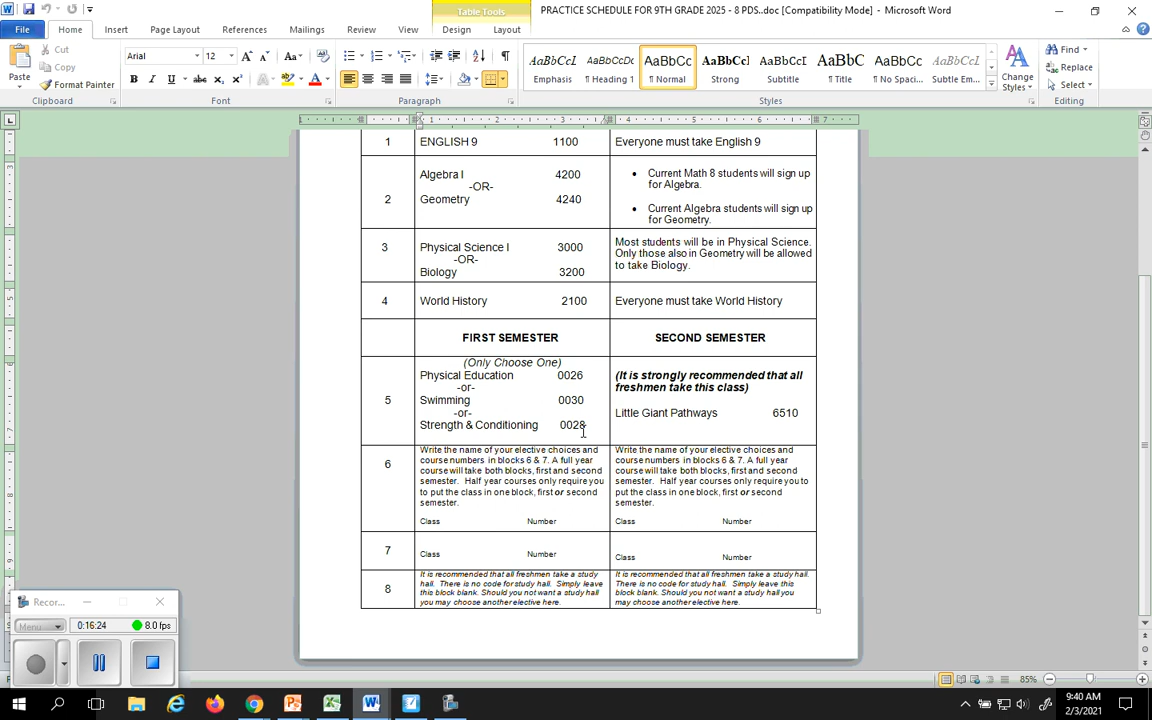 PRACTICE SCHEDULE FOR 9TH GRADE 2025 - 8 PDS..doc [Compatibility Mode] - Microsoft Word
Table Tools
File Home Insert Page Layout References Mailings Review View Design Layout
Paste
Cut
Copy
Format Painter
Clipboard
Arial 12
Font
Paragraph
AaBbCcI Emphasis
AaBbCcDc ¶ Heading 1
AaBbCc ¶ Normal
AaBbCcl Strong
AaBbCcl Subtitle
AaBbC ¶ Title
AaBbCc ¶ No Spaci...
AaBbCcI Subtle Em...
Change Styles
Styles
Find
Replace
Select
Editing
1 ENGLISH 9 1100 Everyone must take English 9
2
Algebra I 4200
-OR-
Geometry 4240
• Current Math 8 students will sign up
for Algebra.
• Current Algebra students will sign up
for Geometry.
3
Physical Science I 3000
-OR-
Biology 3200
Most students will be in Physical Science.
Only those also in Geometry will be allowed
to take Biology.
4 World History 2100 Everyone must take World History
FIRST SEMESTER SECOND SEMESTER
5
(Only Choose One)
Physical Education 0026
-or-
Swimming 0030
-or-
Strength & Conditioning 0028
(It is strongly recommended that all
freshmen take this class)
Little Giant Pathways 6510
6
Write the name of your elective choices and
course numbers in blocks 6 & 7. A full year
course will take both blocks, first and second
semester. Half year courses only require you
to put the class in one block, first or second
semester.
Class Number
Write the name of your elective choices and
course numbers in blocks 6 & 7. A full year
course will take both blocks, first and second
semester. Half year courses only require you
to put the class in one block, first or second
semester.
Class Number
7
Class Number
Class Number
8
It is recommended that all freshmen take a study
hall. There is no code for study hall. Simply leave
this block blank. Should you not want a study hall
you may choose another elective here.
It is recommended that all freshmen take a study
hall. There is no code for study hall. Simply leave this
block blank. Should you not want a study hall you
may choose another elective here.
Recor...
Menu 0:16:24 8.0 fps
85%
9:40 AM
2/3/2021